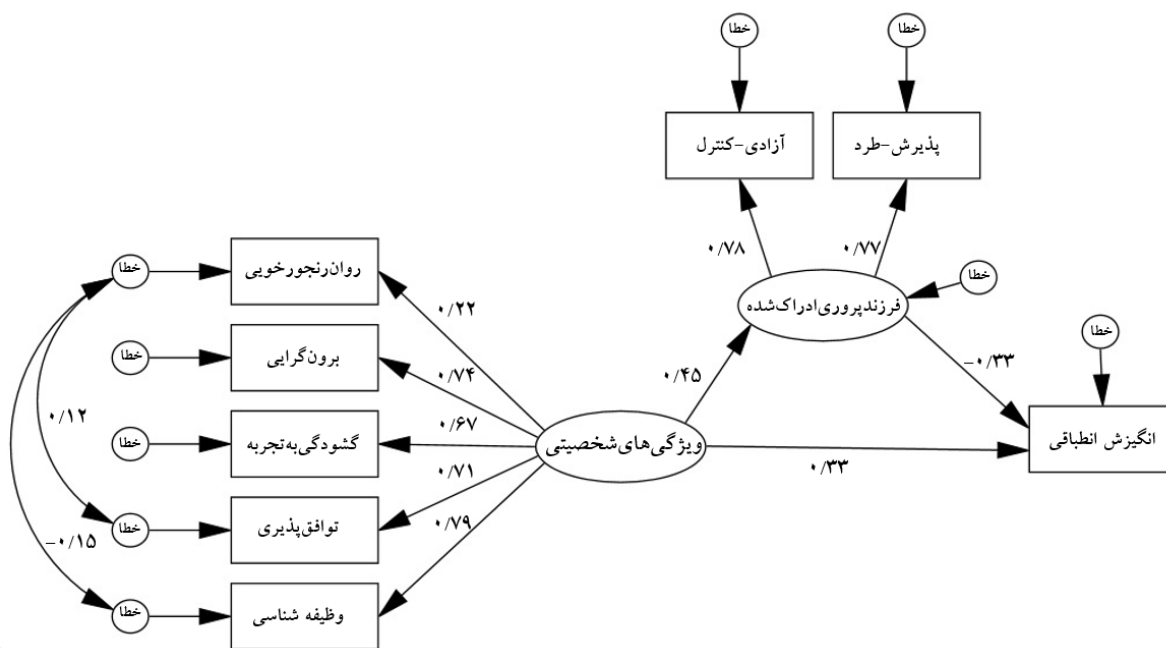 خطا
خطا
پذیرش-طرد
آزادی-کنترل
۰/۷۷
۰/۷۸
خطا
فرزندپروری ادراک‌شده
خطا
-۰/۳۳
۰/۴۵
انگیزش انطباقی
۰/۳۳
ویژگی‌های شخصیتی
روان‌رنجورخویی
خطا
۰/۲۲
برون‌گرایی
خطا
۰/۷۴
گشودگی به تجربه
خطا
۰/۶۷
توافق‌پذیری
خطا
۰/۷۱
وظیفه شناسی
خطا
۰/۷۹
۰/۱۲
-۰/۱۵